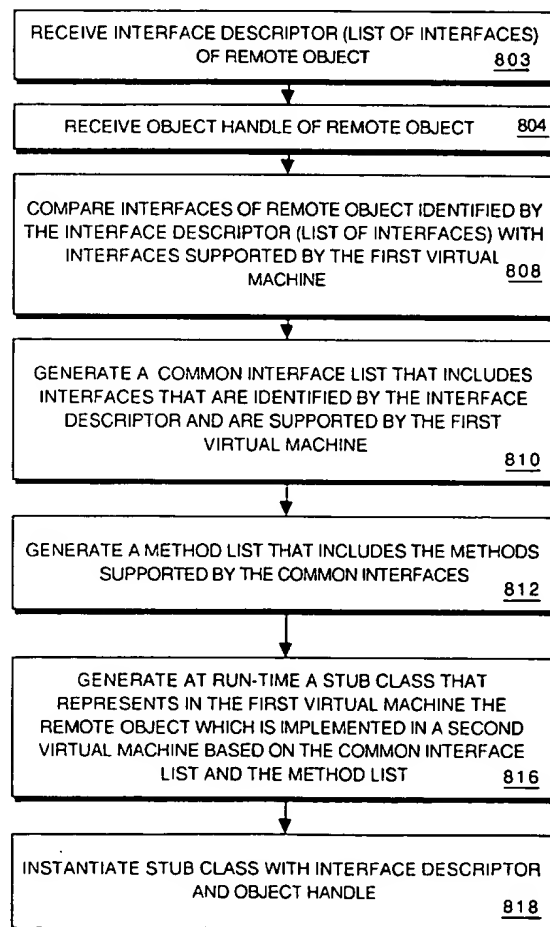 RECEIVE INTERFACE DESCRIPTOR (LIST OF INTERFACES)
OF REMOTE OBJECT
803
RECEIVE OBJECT HANDLE OF REMOTE OBJECT
804
COMPARE INTERFACES OF REMOTE OBJECT IDENTIFIED BY
THE INTERFACE DESCRIPTOR (LIST OF INTERFACES) WITH
INTERFACES SUPPORTED BY THE FIRST VIRTUAL
MACHINE
808
GENERATE A COMMON INTERFACE LIST THAT INCLUDES
INTERFACES THAT ARE IDENTIFIED BY THE INTERFACE
DESCRIPTOR AND ARE SUPPORTED BY THE FIRST
VIRTUAL MACHINE
810
GENERATE A METHOD LIST THAT INCLUDES THE METHODS
SUPPORTED BY THE COMMON INTERFACES
812
GENERATE AT RUN-TIME A STUB CLASS THAT
REPRESENTS IN THE FIRST VIRTUAL MACHINE THE
REMOTE OBJECT WHICH IS IMPLEMENTED IN A SECOND
VIRTUAL MACHINE BASED ON THE COMMON INTERFACE
LIST AND THE METHOD LIST
816
INSTANTIATE STUB CLASS WITH INTERFACE DESCRIPTOR
AND OBJECT HANDLE
818